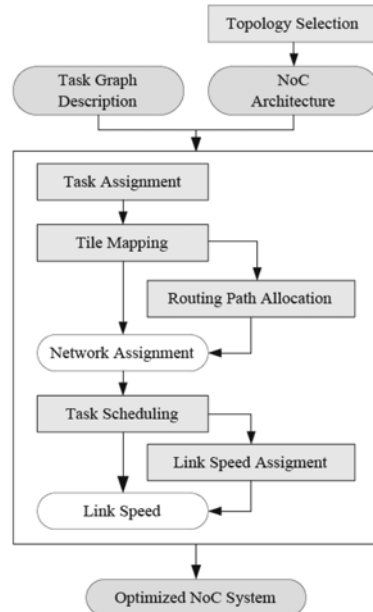 Topology Selection
Task Graph
Description
NoC
Architecture
Task Assignment
Tile Mapping
Routing Path Allocation
Network Assignment
Task Scheduling
Link Speed Assigment
Link Speed
Optimized NoC System